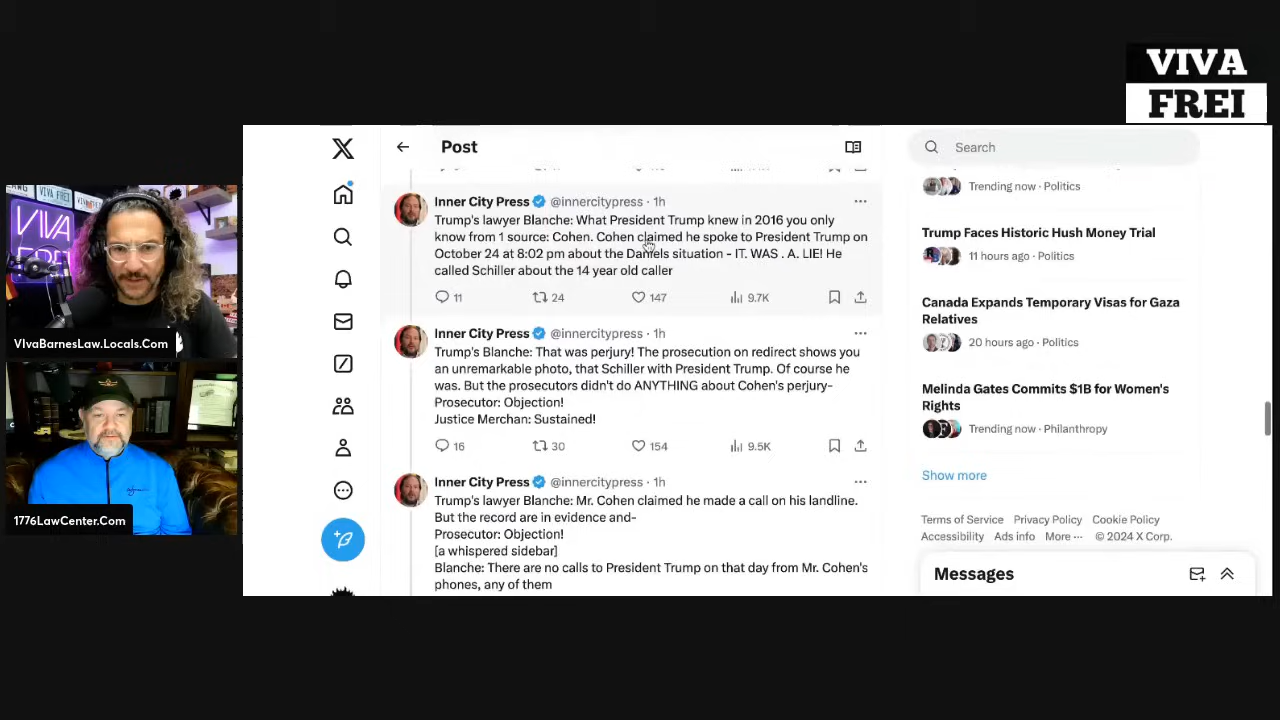 VIVA
FREI
Post
Search
Inner City Press @innercitypress · 1h
Trump's lawyer Blanche: What President Trump knew in 2016 you only
know from 1 source: Cohen. Cohen claimed he spoke to President Trump on
October 24 at 8:02 pm about the Daniels situation - IT. WAS . A. LIE! He
called Schiller about the 14 year old caller
11 24 147 9.7K
Inner City Press @innercitypress · 1h
Trump's Blanche: That was perjury! The prosecution on redirect shows you
an unremarkable photo, that Schiller with President Trump. Of course he
was. But the prosecutors didn't do ANYTHING about Cohen's perjury-
Prosecutor: Objection!
Justice Merchan: Sustained!
16 30 154 9.5K
Inner City Press @innercitypress · 1h
Trump's lawyer Blanche: Mr. Cohen claimed he made a call on his landline.
But the record are in evidence and-
Prosecutor: Objection!
[a whispered sidebar]
Blanche: There are no calls to President Trump on that day from Mr. Cohen's
phones, any of them
Trending now · Politics
Trump Faces Historic Hush Money Trial
11 hours ago · Politics
Canada Expands Temporary Visas for Gaza
Relatives
20 hours ago · Politics
Melinda Gates Commits $1B for Women's
Rights
Trending now · Philanthropy
Show more
Terms of Service Privacy Policy Cookie Policy
Accessibility Ads info More ··· © 2024 X Corp.
Messages
VIVA
FREI
VIvaBarnesLaw.Locals.Com
1776LawCenter.Com